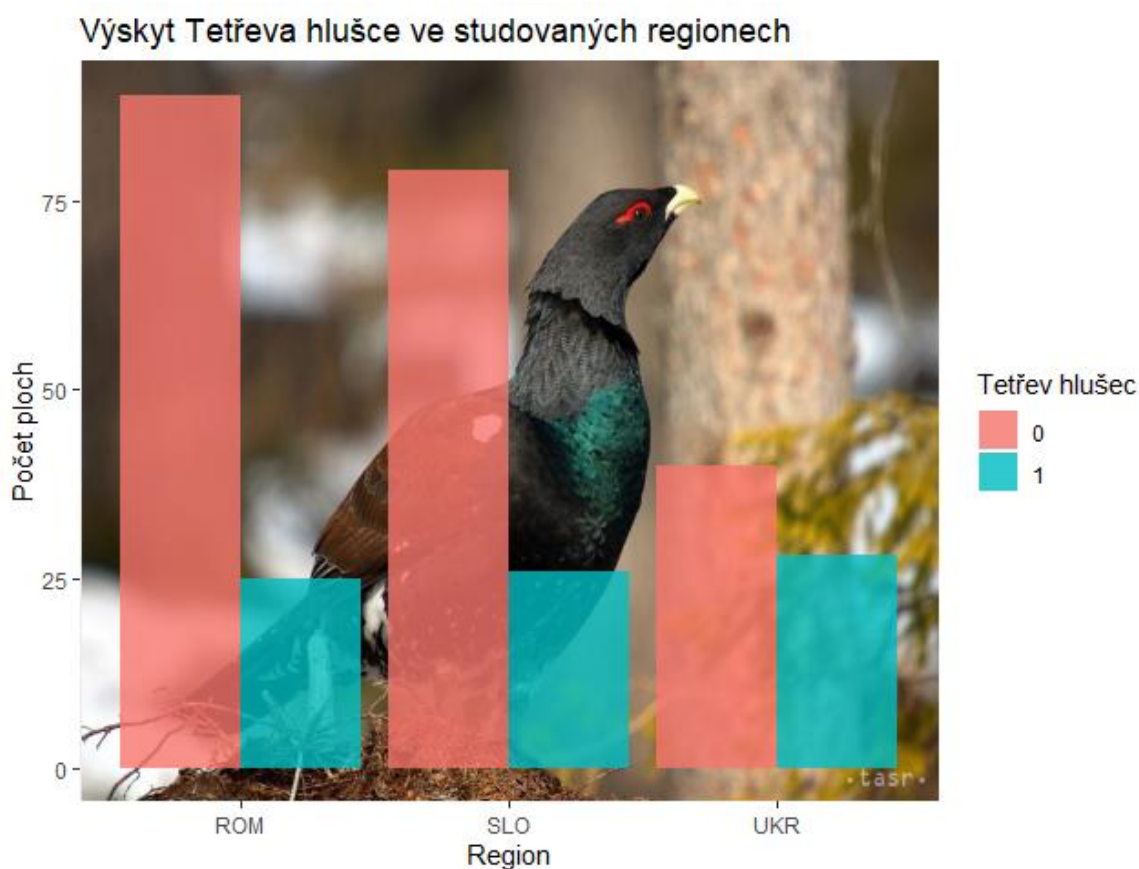 Výskyt Tetřeva hlušce ve studovaných regionech
Počet ploch
75
50
25
0
ROM
SLO
UKR
Region
Tetřev hlušec
0
1
.tasr.